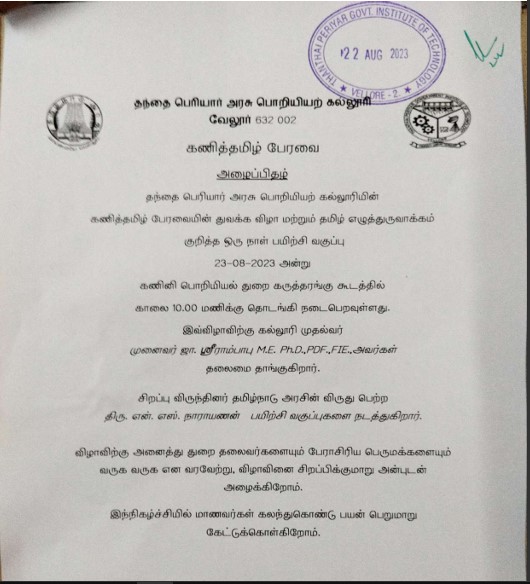 THANTHAI PERIYAR GOVT. INSTITUTE OF TECHNOLOGY
22 AUG 2023
★ VELLORE - 2 ★
தந்தை பெரியார் அரசு பொறியியற் கல்லூரி
வேலூர் 632 002
கணித்தமிழ் பேரவை
அழைப்பிதழ்
தந்தை பெரியார் அரசு பொறிமியற் கல்லூரிமின்
கணித்தமிழ் பேரவையின் துவக்க விழா மற்றும் தமிழ் எழுத்துருவாக்கம்
குறித்த ஒரு நாள் பயிற்சி வகுப்பு
23-08-2023 அன்று
கணினி பொறிமியல் துறை கருத்தரங்கு கூடத்தில்
காலை 10.00 மணிக்கு தொடங்கி நடைபெறவுள்ளது.
இவ்விழாவிற்கு கல்லூரி முதல்வர்
முனைவர் ஜா. ஸ்ரீராம்பாபு M.E. Ph.D.,PDF.,FIE.,அவர்கள்
தலைமை தாங்குகிறார்.
சிறப்பு விருந்தினர் தமிழ்நாடு அரசின் விருது பெற்ற
திரு. என். எஸ். நாராயணன் பயிற்சி வகுப்புகளை நடத்துகிறார்.
விழாவிற்கு அனைத்து துறை தலைவர்களையும் பேராசிரிய பெருமக்களையும்
வருக வருக என வரவேற்று, விழாவினை சிறப்பிக்குமாறு அன்புடன்
அழைக்கிறோம்.
இந்நிகழ்ச்சியில் மாணவர்கள் கலந்துகொண்டு பயன் பெறுமாறு
கேட்டுக்கொள்கிறோம்.